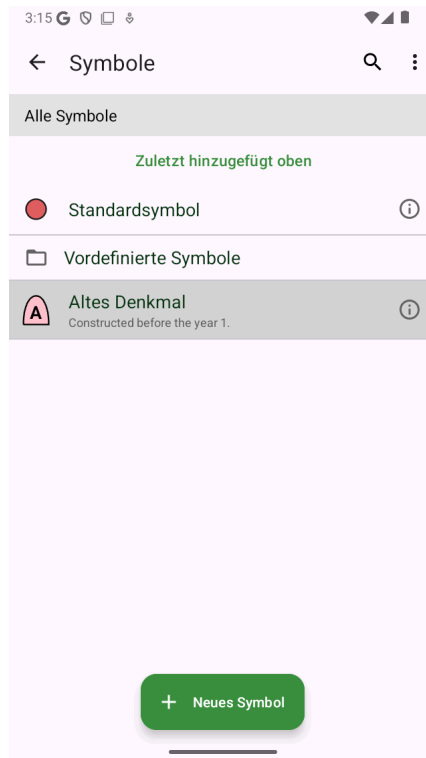 3:15 G
Symbole
Alle Symbole
Zuletzt hinzugefügt oben
Standardsymbol
Vordefinierte Symbole
A
Altes Denkmal
Constructed before the year 1.
Neues Symbol